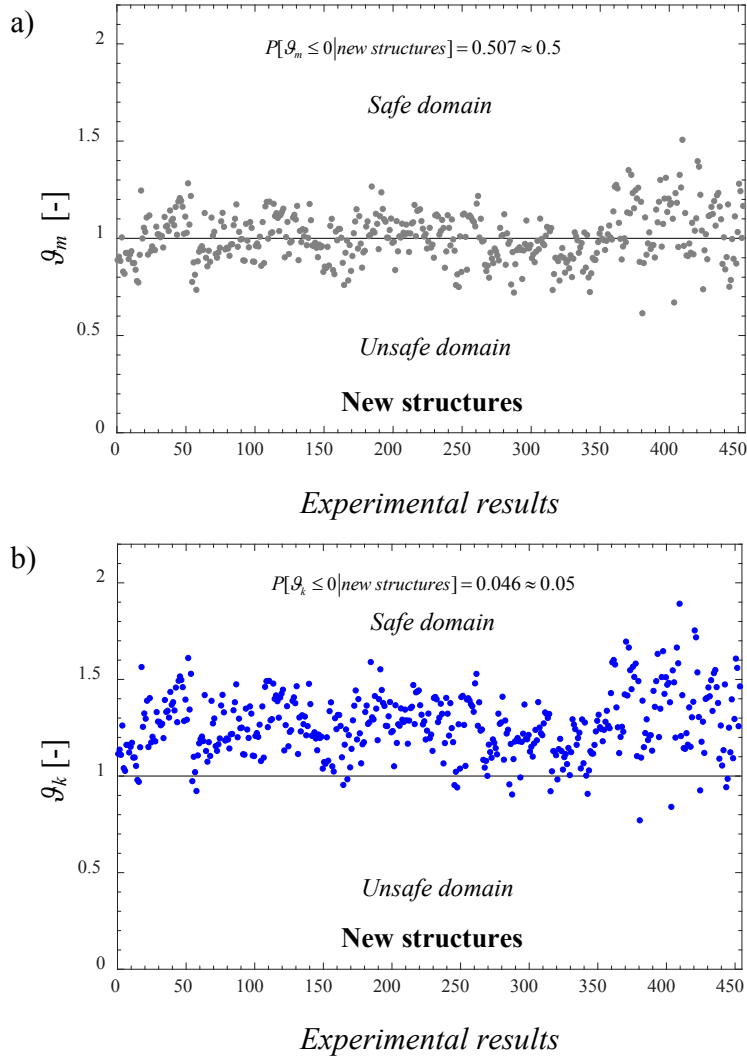 a)
2
P[ϑm ≤ 0|new structures] = 0.507 ≈ 0.5
Safe domain
1.5
ϑm [-]
1
0.5
Unsafe domain
New structures
0
0 50 100 150 200 250 300 350 400 450
Experimental results
b)
2
P[ϑk ≤ 0|new structures] = 0.046 ≈ 0.05
Safe domain
1.5
ϑk [-]
1
0.5
Unsafe domain
New structures
0
0 50 100 150 200 250 300 350 400 450
Experimental results